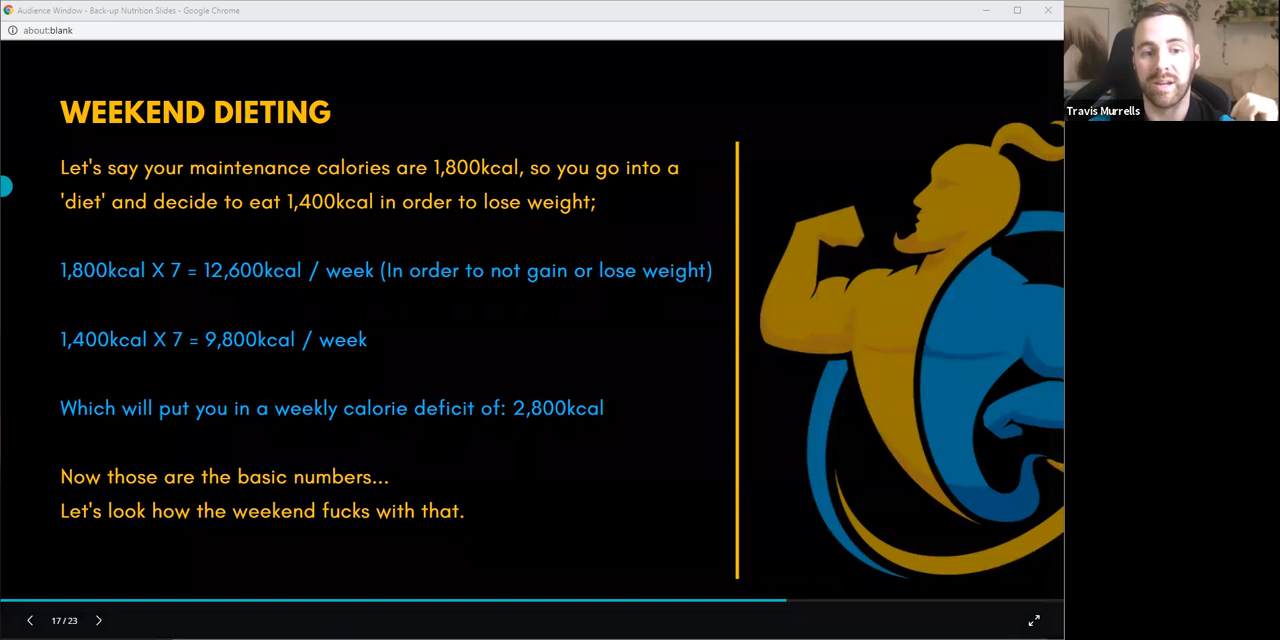 Audience Window - Back-up Nutrition Slides - Google Chrome
about:blank
Travis Murrells
WEEKEND DIETING
Let's say your maintenance calories are 1,800kcal, so you go into a
'diet' and decide to eat 1,400kcal in order to lose weight;
1,800kcal X 7 = 12,600kcal / week (In order to not gain or lose weight)
1,400kcal X 7 = 9,800kcal / week
Which will put you in a weekly calorie deficit of: 2,800kcal
Now those are the basic numbers...
Let's look how the weekend fucks with that.
17 / 23